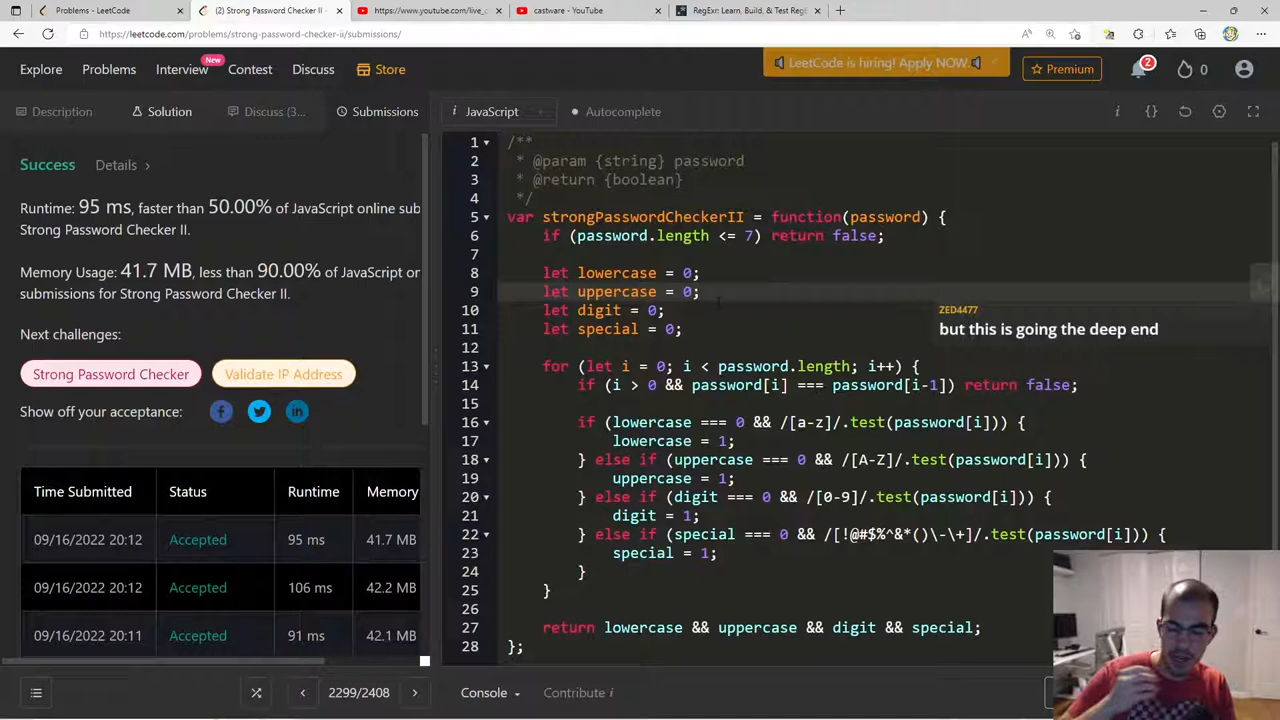 Problems - LeetCode
(2) Strong Password Checker II -
https://www.youtube.com/live_c
castware - YouTube
RegExr: Learn, Build, & Test RegE
https://leetcode.com/problems/strong-password-checker-ii/submissions/
Explore
Problems
Interview
New
Contest
Discuss
Store
LeetCode is hiring! Apply NOW.
Premium
2
0
Description
Solution
Discuss (3...
Submissions
i JavaScript
Autocomplete
Success
Details
Runtime: 95 ms, faster than 50.00% of JavaScript online sub
Strong Password Checker II.
Memory Usage: 41.7 MB, less than 90.00% of JavaScript onl
submissions for Strong Password Checker II.
Next challenges:
Strong Password Checker
Validate IP Address
Show off your acceptance:
Time Submitted Status Runtime Memory
09/16/2022 20:12 Accepted 95 ms 41.7 MB
09/16/2022 20:12 Accepted 106 ms 42.2 MB
09/16/2022 20:11 Accepted 91 ms 42.1 MB
1 /**
2 * @param {string} password
3 * @return {boolean}
4 */
5 var strongPasswordCheckerII = function(password) {
6 if (password.length <= 7) return false;
7
8 let lowercase = 0;
9 let uppercase = 0;
10 let digit = 0;
11 let special = 0;
12
13 for (let i = 0; i < password.length; i++) {
14 if (i > 0 && password[i] === password[i-1]) return false;
15
16 if (lowercase === 0 && /[a-z]/.test(password[i])) {
17 lowercase = 1;
18 } else if (uppercase === 0 && /[A-Z]/.test(password[i])) {
19 uppercase = 1;
20 } else if (digit === 0 && /[0-9]/.test(password[i])) {
21 digit = 1;
22 } else if (special === 0 && /[!@#$%^&*()\-\+]/.test(password[i])) {
23 special = 1;
24 }
25 }
26
27 return lowercase && uppercase && digit && special;
28 };
ZED4477
but this is going the deep end
2299/2408
Console
Contribute i